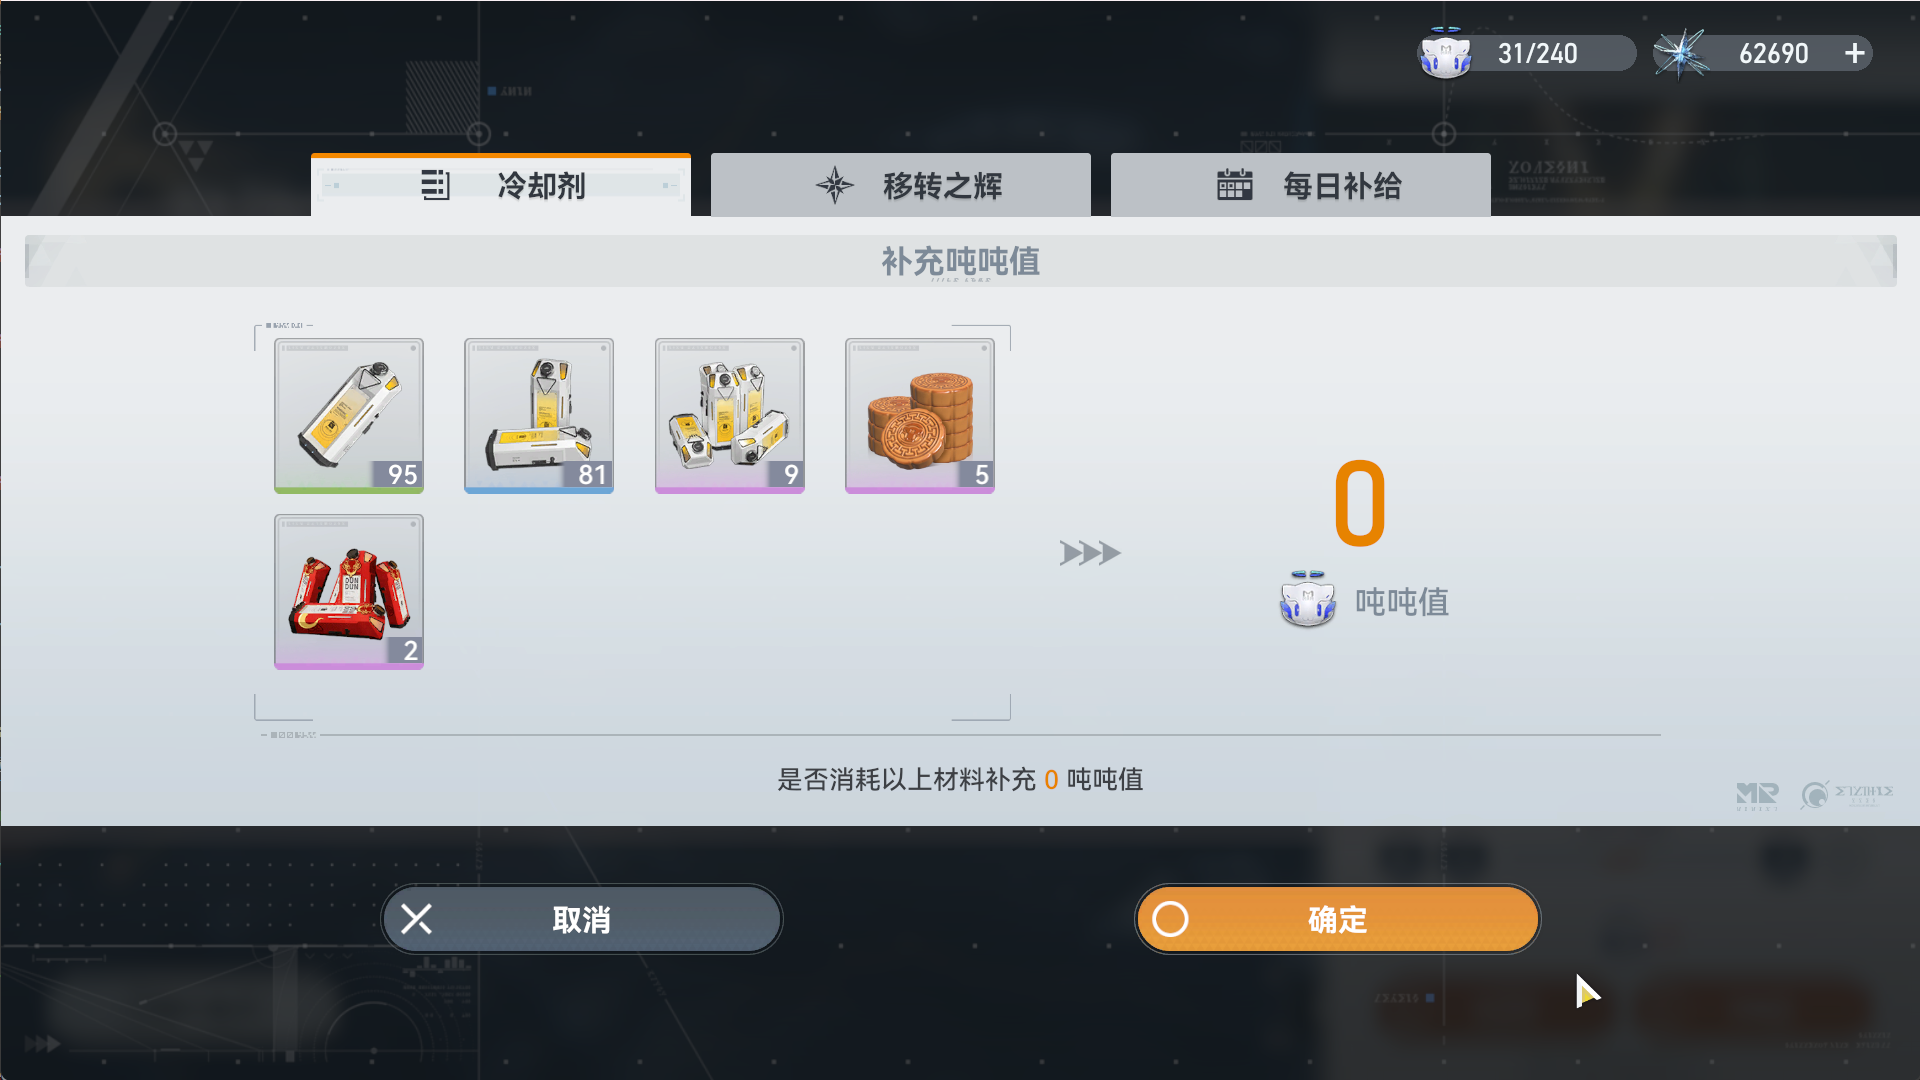 31/240
62690
冷却剂
移转之辉
每日补给
补充吨吨值
95
81
9
5
2
0
吨吨值
是否消耗以上材料补充 0 吨吨值
取消
确定